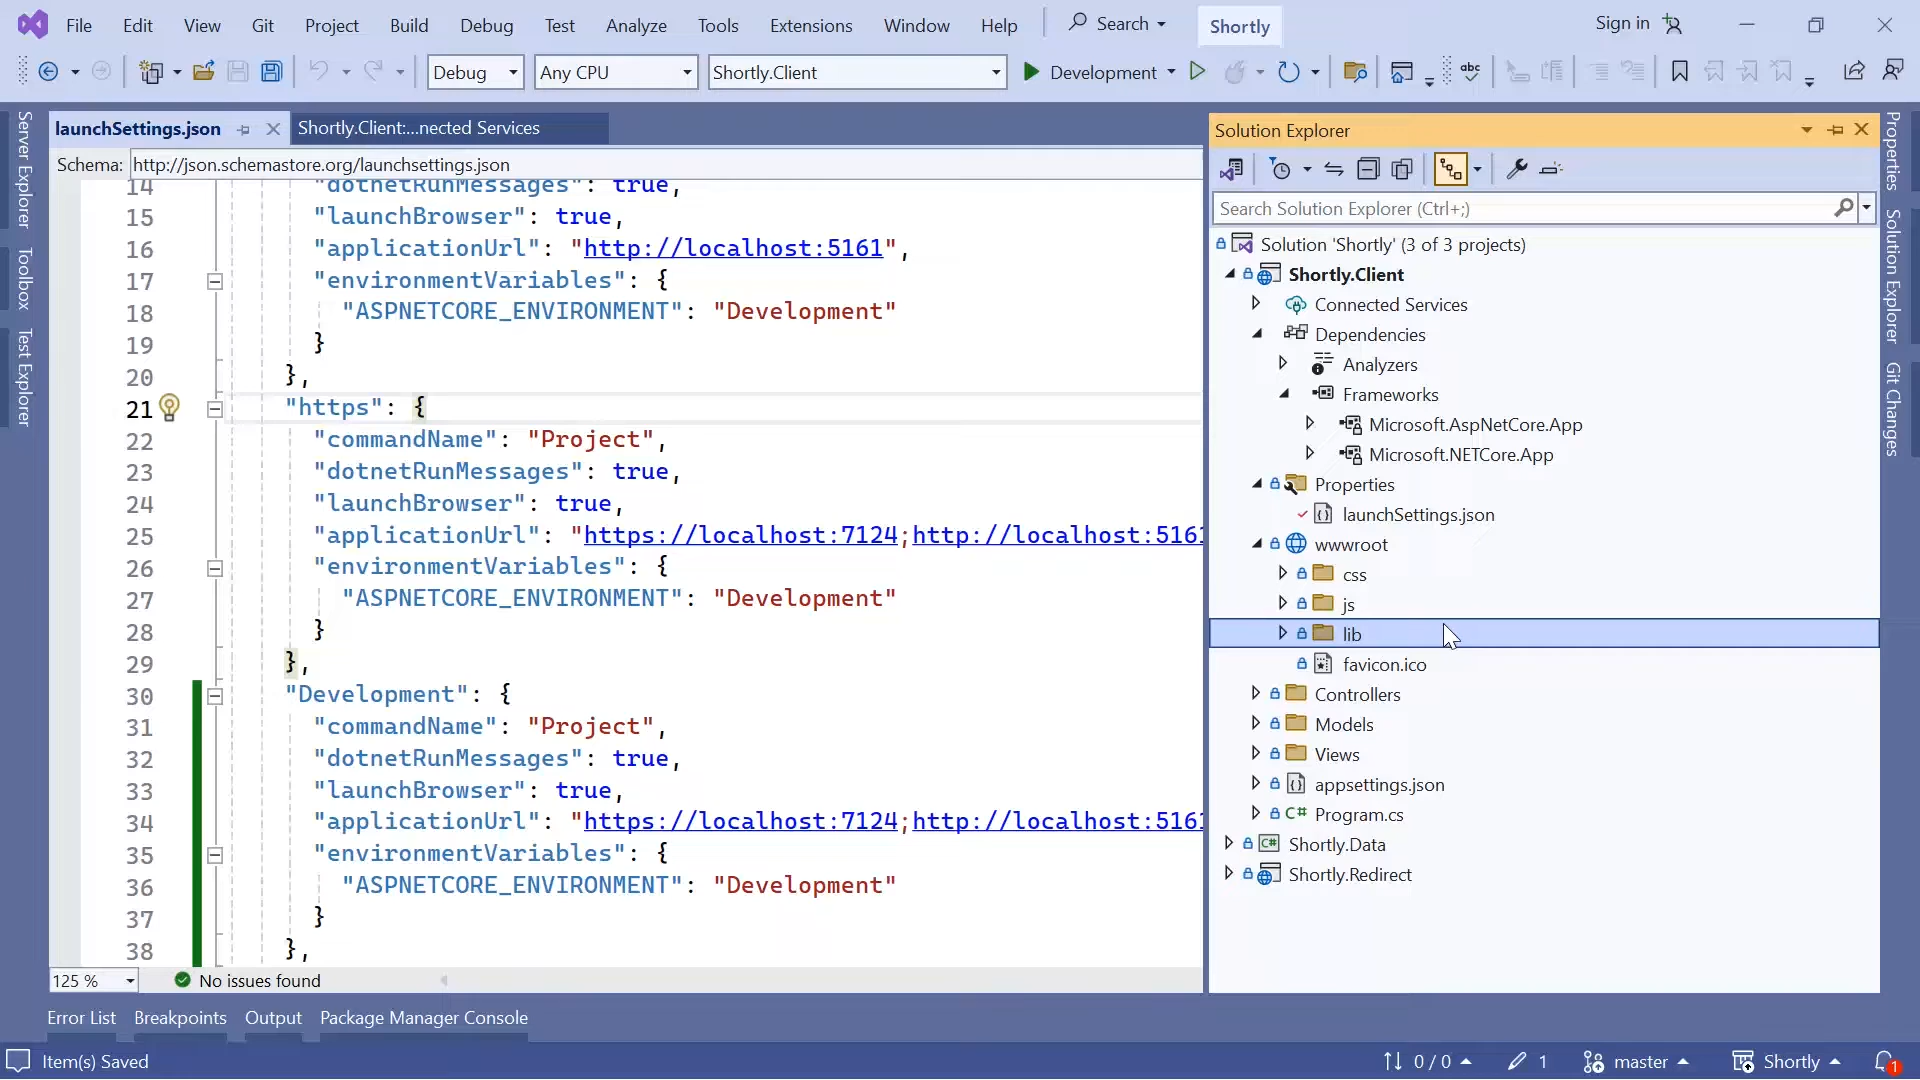 File Edit View Git Project Build Debug Test Analyze Tools Extensions Window Help Search Shortly Sign in
Debug Any CPU Shortly.Client Development abc
launchSettings.json Shortly.Client:...nected Services
Schema: http://json.schemastore.org/launchsettings.json
14 "dotnetRunMessages": true,
15 "launchBrowser": true,
16 "applicationUrl": "http://localhost:5161",
17 "environmentVariables": {
18 "ASPNETCORE_ENVIRONMENT": "Development"
19 }
20 },
21 "https": {
22 "commandName": "Project",
23 "dotnetRunMessages": true,
24 "launchBrowser": true,
25 "applicationUrl": "https://localhost:7124;http://localhost:5161
26 "environmentVariables": {
27 "ASPNETCORE_ENVIRONMENT": "Development"
28 }
29 },
30 "Development": {
31 "commandName": "Project",
32 "dotnetRunMessages": true,
33 "launchBrowser": true,
34 "applicationUrl": "https://localhost:7124;http://localhost:5161
35 "environmentVariables": {
36 "ASPNETCORE_ENVIRONMENT": "Development"
37 }
38 },
125 % No issues found
Server Explorer
Toolbox
Test Explorer
Solution Explorer
Search Solution Explorer (Ctrl+;)
Solution 'Shortly' (3 of 3 projects)
Shortly.Client
Connected Services
Dependencies
Analyzers
Frameworks
Microsoft.AspNetCore.App
Microsoft.NETCore.App
Properties
launchSettings.json
wwwroot
css
js
lib
favicon.ico
Controllers
Models
Views
appsettings.json
C# Program.cs
C# Shortly.Data
Shortly.Redirect
Properties
Solution Explorer
Git Changes
Error List Breakpoints Output Package Manager Console
Item(s) Saved 0 / 0 1 master Shortly 1